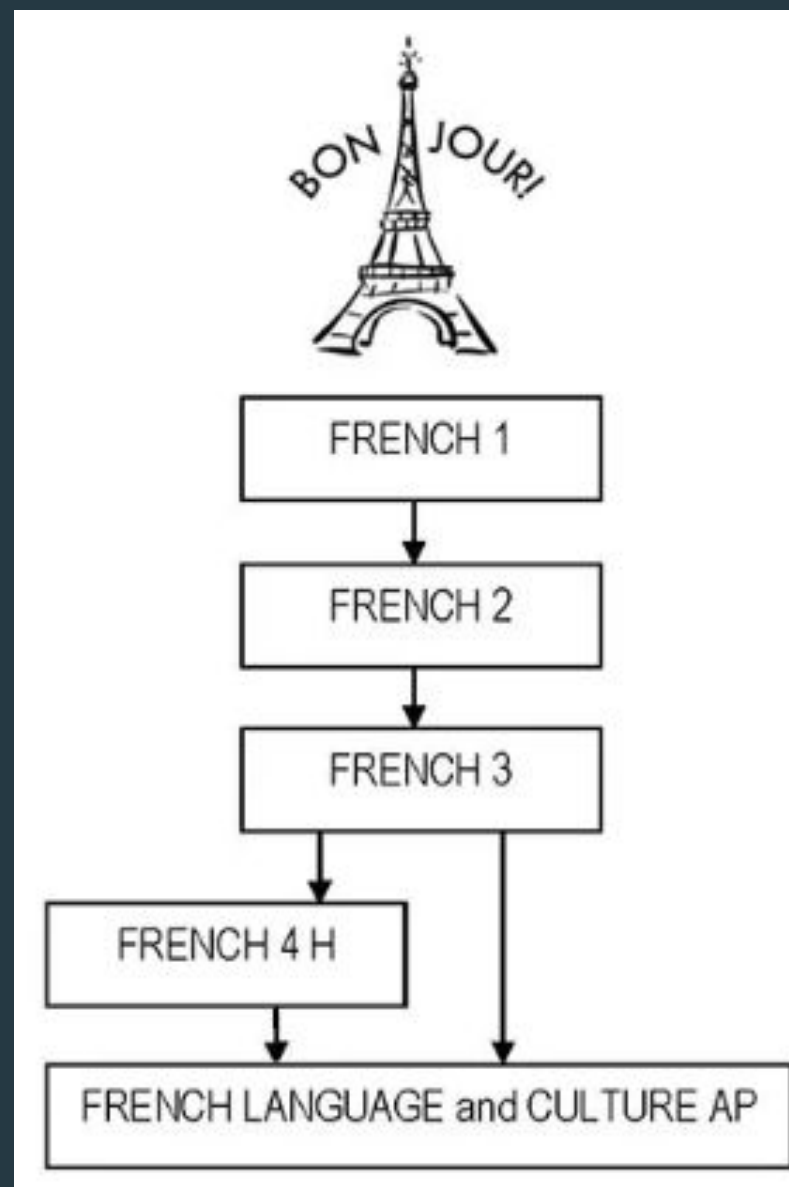 BON JOUR!
FRENCH 1
FRENCH 2
FRENCH 3
FRENCH 4 H
FRENCH LANGUAGE and CULTURE AP